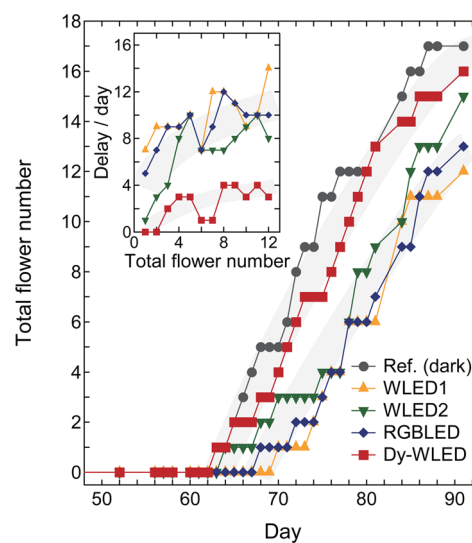 18
16
14
12
10
8
6
4
2
0
Total flower number
16
12
8
4
0
Delay / day
0 4 8 12
Total flower number
Ref. (dark)
WLED1
WLED2
RGBLED
Dy-WLED
50 60 70 80 90
Day